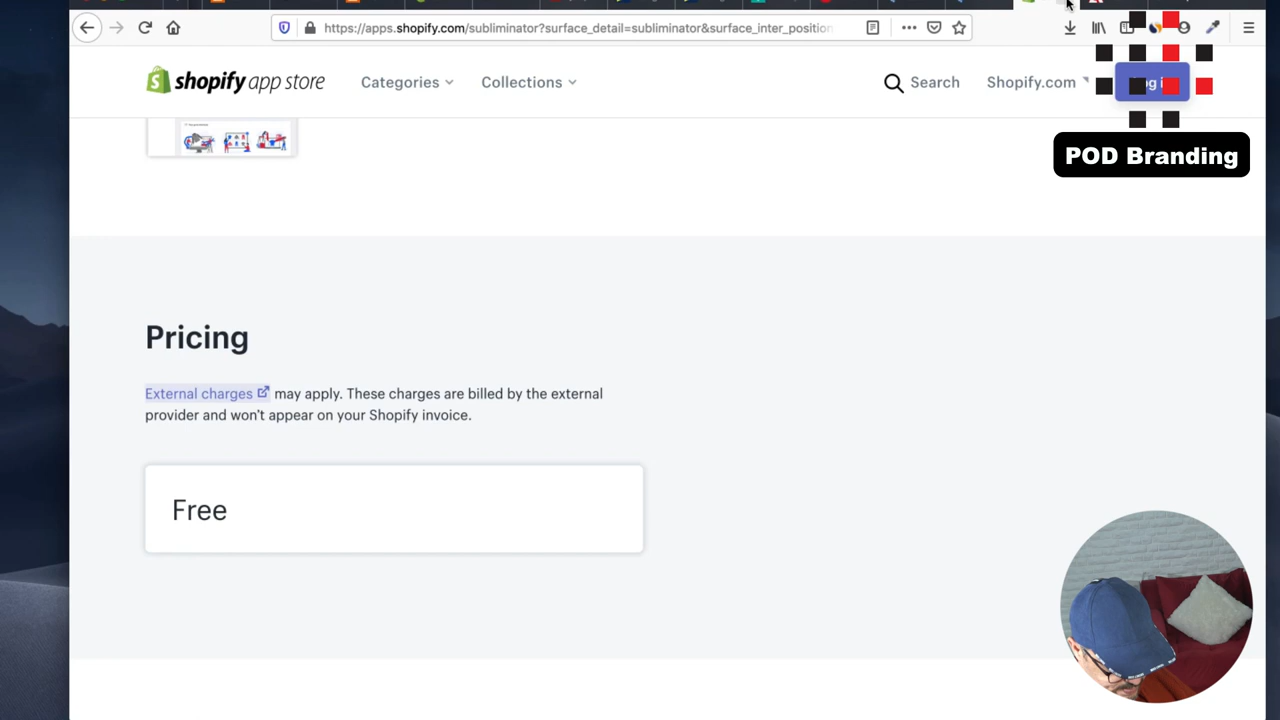 https://apps.shopify.com/subliminator?surface_detail=subliminator&surface_inter_position
shopify app store
Categories
Collections
Search
Shopify.com
POD Branding
Pricing
External charges may apply. These charges are billed by the external
provider and won't appear on your Shopify invoice.
Free